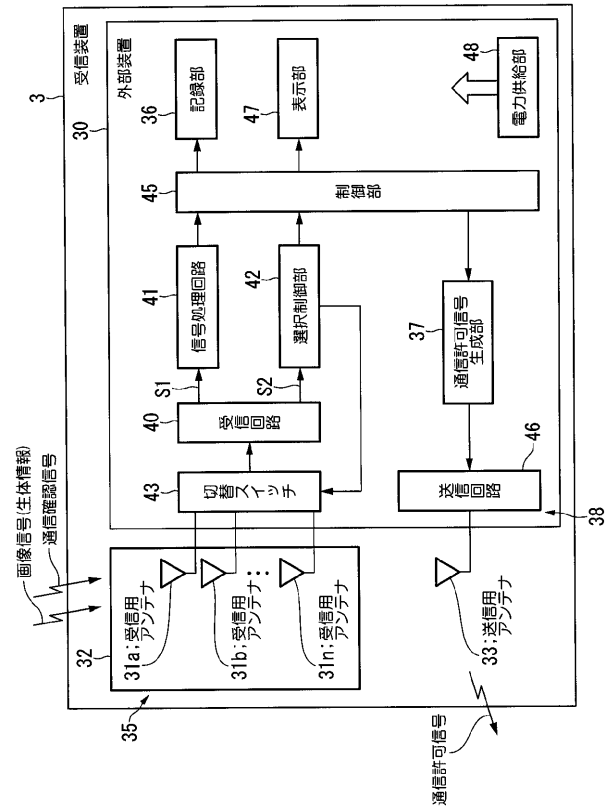 3
受信装置
30
外部装置
画像信号(生体情報)
通信確認信号
32
31a;受信用
アンテナ
31b;受信用
アンテナ
31n;受信用
アンテナ
35
43
切替スイッチ
40
受信回路
S1
S2
41
信号処理回路
42
選択制御部
45
制御部
36
記録部
47
表示部
48
電力供給部
37
通信許可信号
生成部
46
送信回路
38
33;送信用
アンテナ
通信許可信号